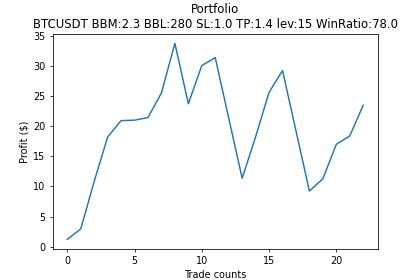 Portfolio
BTCUSDT BBM:2.3 BBL:280 SL:1.0 TP:1.4 lev:15 WinRatio:78.0
35
30
25
20
15
10
5
0
Profit ($)
0 5 10 15 20
Trade counts